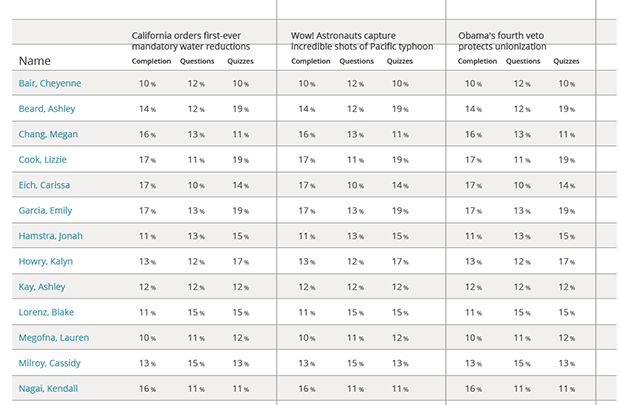 California orders first-ever mandatory water reductions
Wow! Astronauts capture incredible shots of Pacific typhoon
Obama's fourth veto protects unionization
Name Completion Questions Quizzes Completion Questions Quizzes Completion Questions Quizzes
Bair, Cheyenne 10 % 12 % 10 % 10 % 12 % 10 % 10 % 12 % 10 %
Beard, Ashley 14 % 12 % 19 % 14 % 12 % 19 % 14 % 12 % 19 %
Chang, Megan 16 % 13 % 11 % 16 % 13 % 11 % 16 % 13 % 11 %
Cook, Lizzie 17 % 11 % 19 % 17 % 11 % 19 % 17 % 11 % 19 %
Eich, Carissa 17 % 10 % 14 % 17 % 10 % 14 % 17 % 10 % 14 %
Garcia, Emily 17 % 13 % 19 % 17 % 13 % 19 % 17 % 13 % 19 %
Hamstra, Jonah 11 % 13 % 15 % 11 % 13 % 15 % 11 % 13 % 15 %
Howry, Kalyn 13 % 12 % 17 % 13 % 12 % 17 % 13 % 12 % 17 %
Kay, Ashley 12 % 12 % 12 % 12 % 12 % 12 % 12 % 12 % 12 %
Lorenz, Blake 11 % 15 % 15 % 11 % 15 % 15 % 11 % 15 % 15 %
Megofna, Lauren 10 % 11 % 12 % 10 % 11 % 12 % 10 % 11 % 12 %
Milroy, Cassidy 13 % 15 % 13 % 13 % 15 % 13 % 13 % 15 % 13 %
Nagai, Kendall 16 % 11 % 11 % 16 % 11 % 11 % 16 % 11 % 11 %